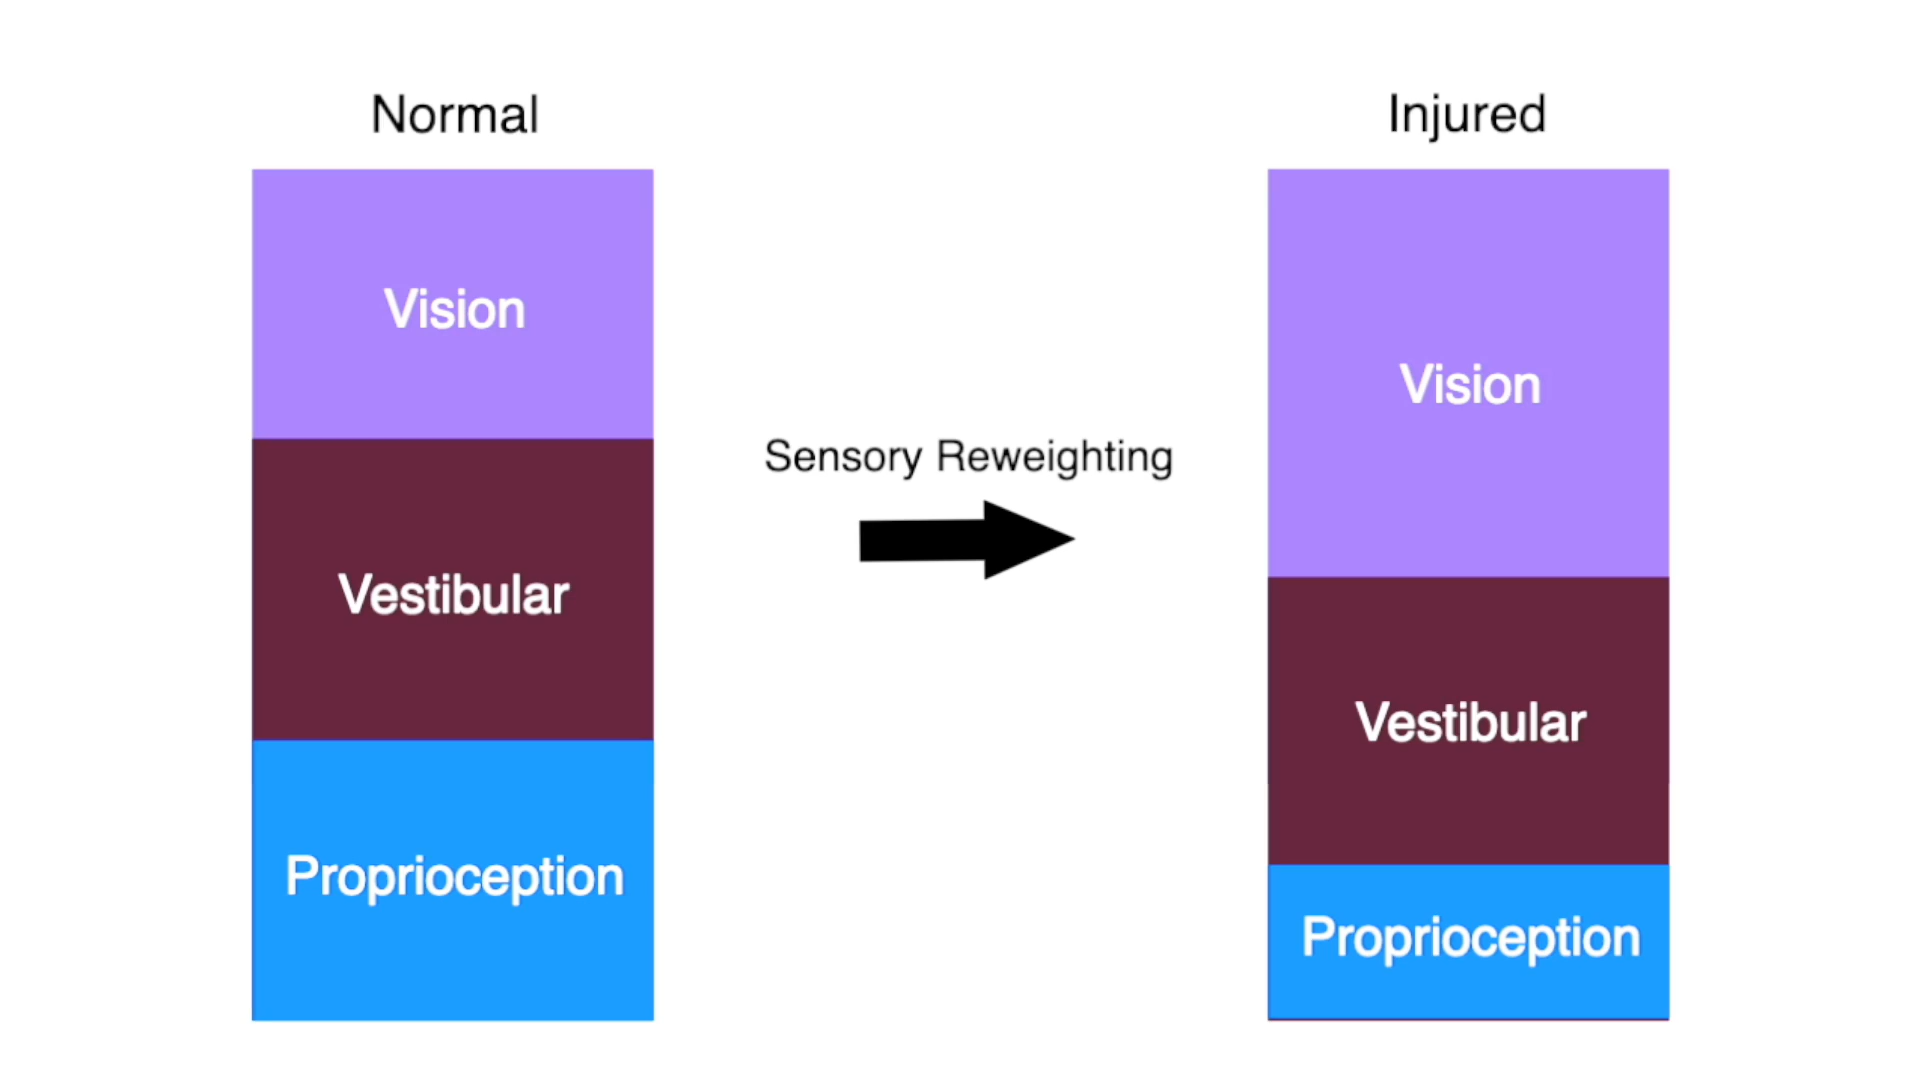 Normal
Vision
Vestibular
Proprioception
Sensory Reweighting
Injured
Vision
Vestibular
Proprioception